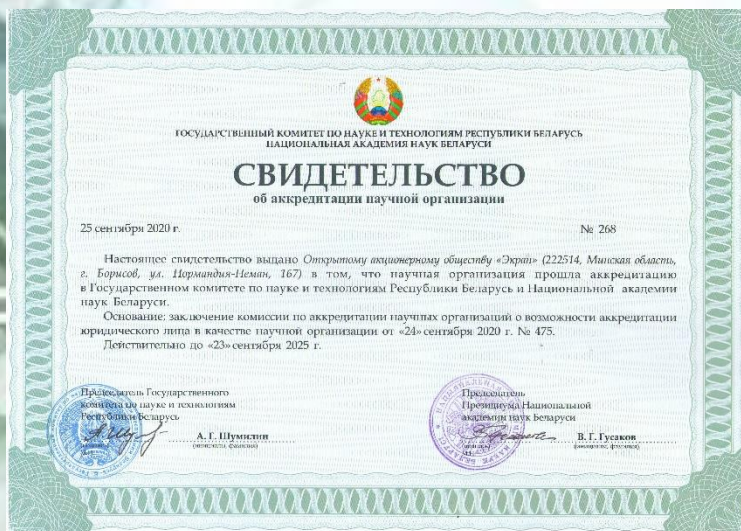 ГОСУДАРСТВЕННЫЙ КОМИТЕТ ПО НАУКЕ И ТЕХНОЛОГИЯМ РЕСПУБЛИКИ БЕЛАРУСЬ
НАЦИОНАЛЬНАЯ АКАДЕМИЯ НАУК БЕЛАРУСИ
СВИДЕТЕЛЬСТВО
об аккредитации научной организации
25 сентября 2020 г. № 268
Настоящее свидетельство выдано Открытому акционерному обществу «Экран» (222514, Минская область,
г. Борисов, ул. Нормандия-Неман, 167) в том, что научная организация прошла аккредитацию
в Государственном комитете по науке и технологиям Республики Беларусь и Национальной академии
наук Беларуси.
Основание: заключение комиссии по аккредитации научных организаций о возможности аккредитации
юридического лица в качестве научной организации от «24» сентября 2020 г. № 475.
Действительно до «23» сентября 2025 г.
Председатель Государственного
комитета по науке и технологиям
Республики Беларусь
А. Г. Шумилин
Председатель
Президиума Национальной
академии наук Беларуси
В. Г. Гусаков